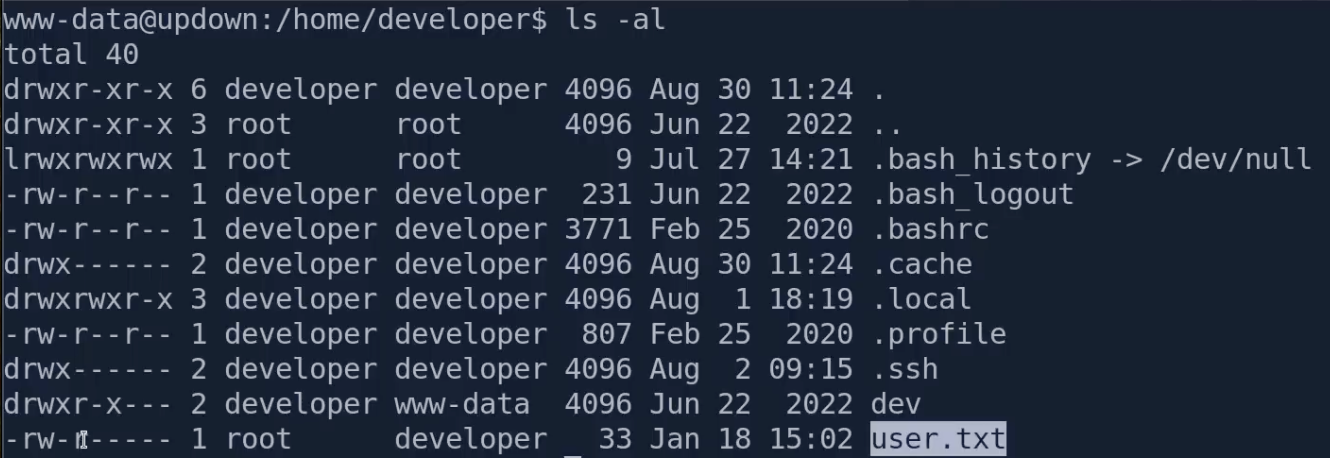 www-data@updown:/home/developer$ ls -al
total 40
drwxr-xr-x 6 developer developer 4096 Aug 30 11:24 .
drwxr-xr-x 3 root      root      4096 Jun 22  2022 ..
lrwxrwxrwx 1 root      root         9 Jul 27 14:21 .bash_history -> /dev/null
-rw-r--r-- 1 developer developer  231 Jun 22  2022 .bash_logout
-rw-r--r-- 1 developer developer 3771 Feb 25  2020 .bashrc
drwx------ 2 developer developer 4096 Aug 30 11:24 .cache
drwxrwxr-x 3 developer developer 4096 Aug  1 18:19 .local
-rw-r--r-- 1 developer developer  807 Feb 25  2020 .profile
drwx------ 2 developer developer 4096 Aug  2 09:15 .ssh
drwxr-x--- 2 developer www-data  4096 Jun 22  2022 dev
-rw-r----- 1 root      developer   33 Jan 18 15:02 user.txt